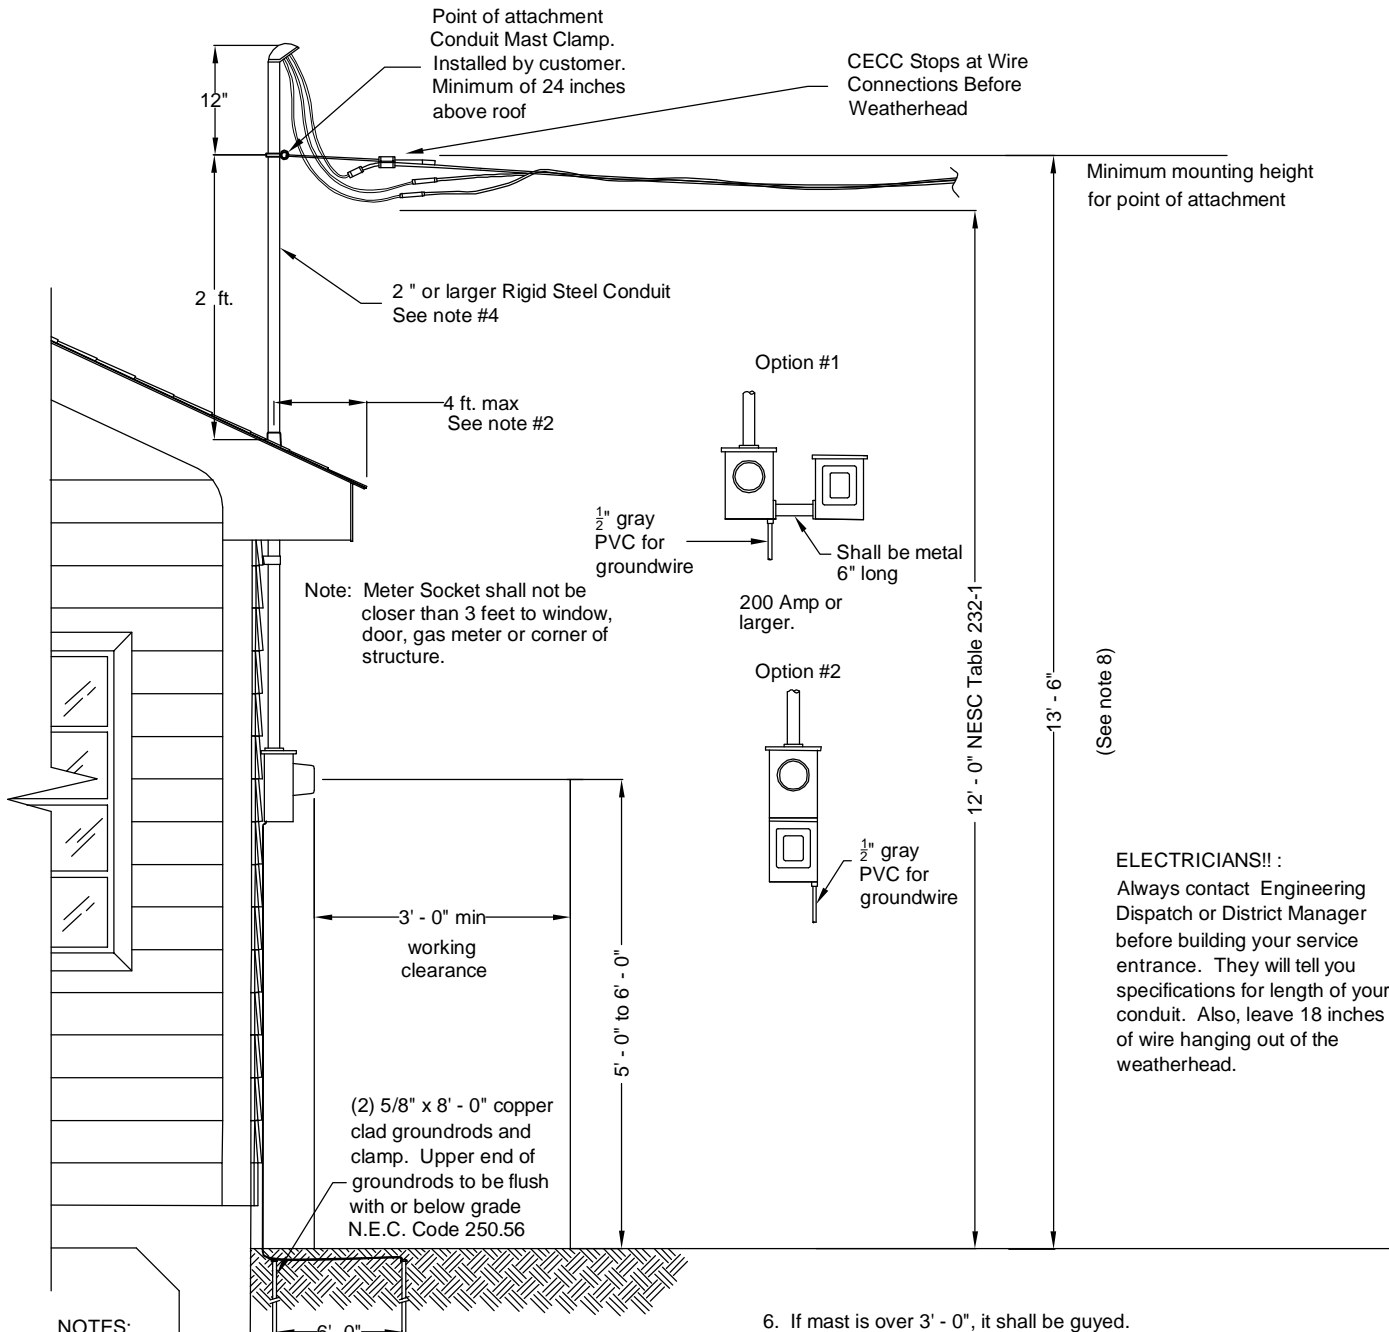 Point of attachment
Conduit Mast Clamp.
Installed by customer.
Minimum of 24 inches
above roof
CECC Stops at Wire
Connections Before
Weatherhead
12"
Minimum mounting height
for point of attachment
2 ft.
2 " or larger Rigid Steel Conduit
See note #4
Option #1
4 ft. max
See note #2
½" gray
PVC for
groundwire
Shall be metal
6" long
Note: Meter Socket shall not be
closer than 3 feet to window,
door, gas meter or corner of
structure.
200 Amp or
larger.
Option #2
12' - 0" NESC Table 232-1
13' - 6"
(See note 8)
½" gray
PVC for
groundwire
3' - 0" min
working
clearance
5' - 0" to 6' - 0"
ELECTRICIANS!! :
Always contact Engineering
Dispatch or District Manager
before building your service
entrance. They will tell you
specifications for length of your
conduit. Also, leave 18 inches
of wire hanging out of the
weatherhead.
(2) 5/8" x 8' - 0" copper
clad groundrods and
clamp. Upper end of
groundrods to be flush
with or below grade
N.E.C. Code 250.56
NOTES:
6'- 0"
6. If mast is over 3' - 0", it shall be guyed.